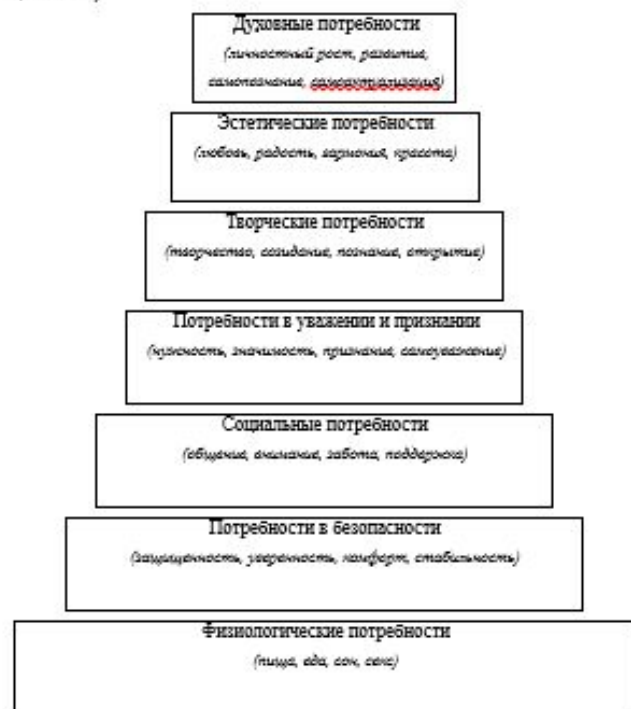 Духовные потребности
(личностный рост, развитие,
самопознание, самоактуализация)
Эстетические потребности
(любовь, радость, гармония, красота)
Творческие потребности
(творчество, созидание, познание, открытие)
Потребности в уважении и признании
(нужность, значимость, признание, самоуважение)
Социальные потребности
(общение, внимание, забота, поддержка)
Потребности в безопасности
(защищенность, уверенность, комфорт, стабильность)
Физиологические потребности
(пища, еда, сон, секс)